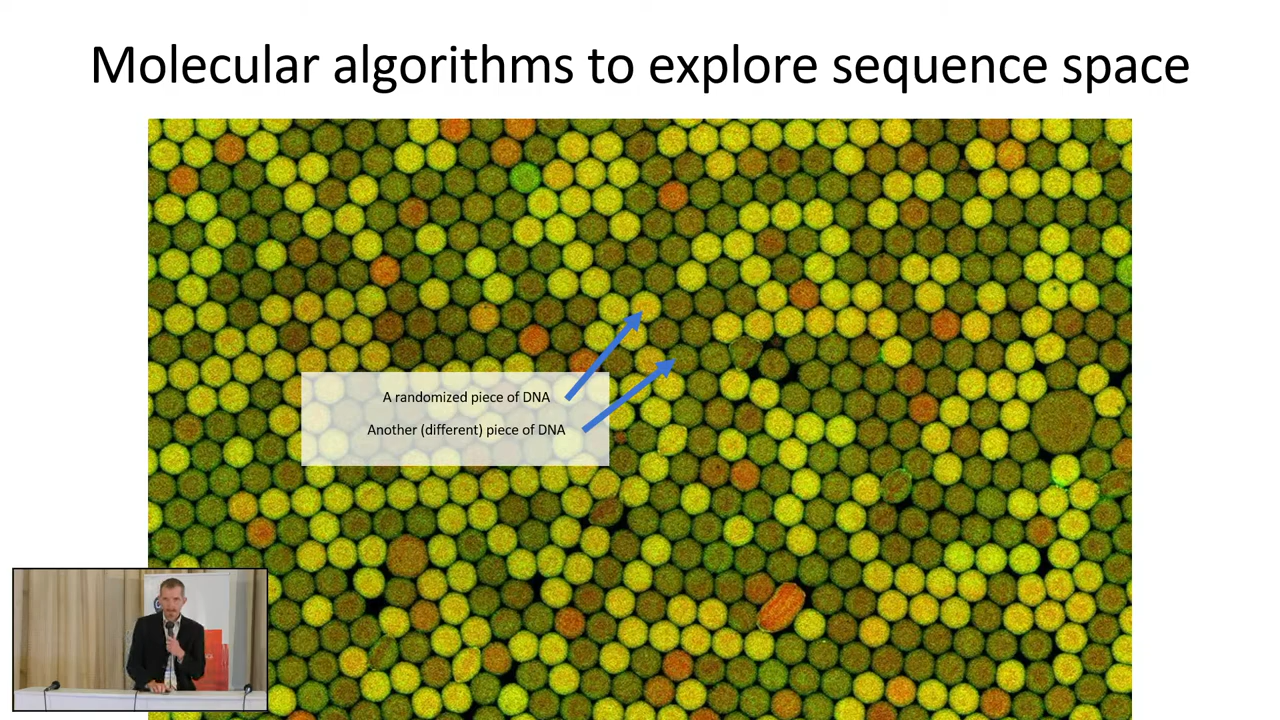 Molecular algorithms to explore sequence space
A randomized piece of DNA
Another (different) piece of DNA